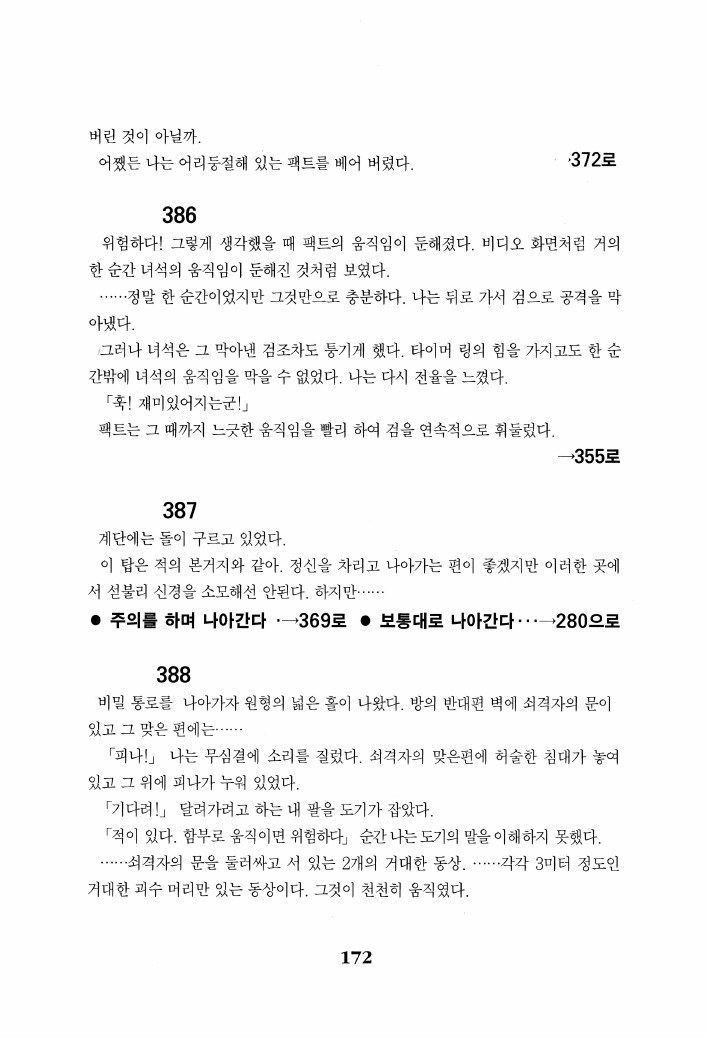 버린 것이 아닐까.
어쨌든 나는 어리둥절해 있는 팩트를 베어 버렸다. →372로
386
위험하다! 그렇게 생각했을 때 팩트의 움직임이 둔해졌다. 비디오 화면처럼 거의
한 순간 녀석의 움직임이 둔해진 것처럼 보였다.
……정말 한 순간이었지만 그것만으로 충분하다. 나는 뒤로 가서 검으로 공격을 막
아냈다.
그러나 녀석은 그 막아낸 검조차도 퉁기게 했다. 타이머 링의 힘을 가지고도 한 순
간밖에 녀석의 움직임을 막을 수 없었다. 나는 다시 전율을 느꼈다.
「훅! 재미있어지는군!」
팩트는 그 때까지 느긋한 움직임을 빨리 하여 검을 연속적으로 휘둘렀다.
→355로
387
계단에는 돌이 구르고 있었다.
이 탑은 적의 본거지와 같아. 정신을 차리고 나아가는 편이 좋겠지만 이러한 곳에
서 섣불리 신경을 소모해선 안된다. 하지만……
● 주의를 하며 나아간다 ·→369로 ● 보통대로 나아간다···→280으로
388
비밀 통로를 나아가자 원형의 넓은 홀이 나왔다. 방의 반대편 벽에 쇠격자의 문이
있고 그 맞은 편에는……
「피나!」 나는 무심결에 소리를 질렀다. 쇠격자의 맞은편에 허술한 침대가 놓여
있고 그 위에 피나가 누워 있었다.
「기다려!」 달려가려고 하는 내 팔을 도기가 잡았다.
「적이 있다. 함부로 움직이면 위험하다」 순간 나는 도기의 말을 이해하지 못했다.
……쇠격자의 문을 둘러싸고 서 있는 2개의 거대한 동상. ……각각 3미터 정도인
거대한 괴수 머리만 있는 동상이다. 그것이 천천히 움직였다.
172